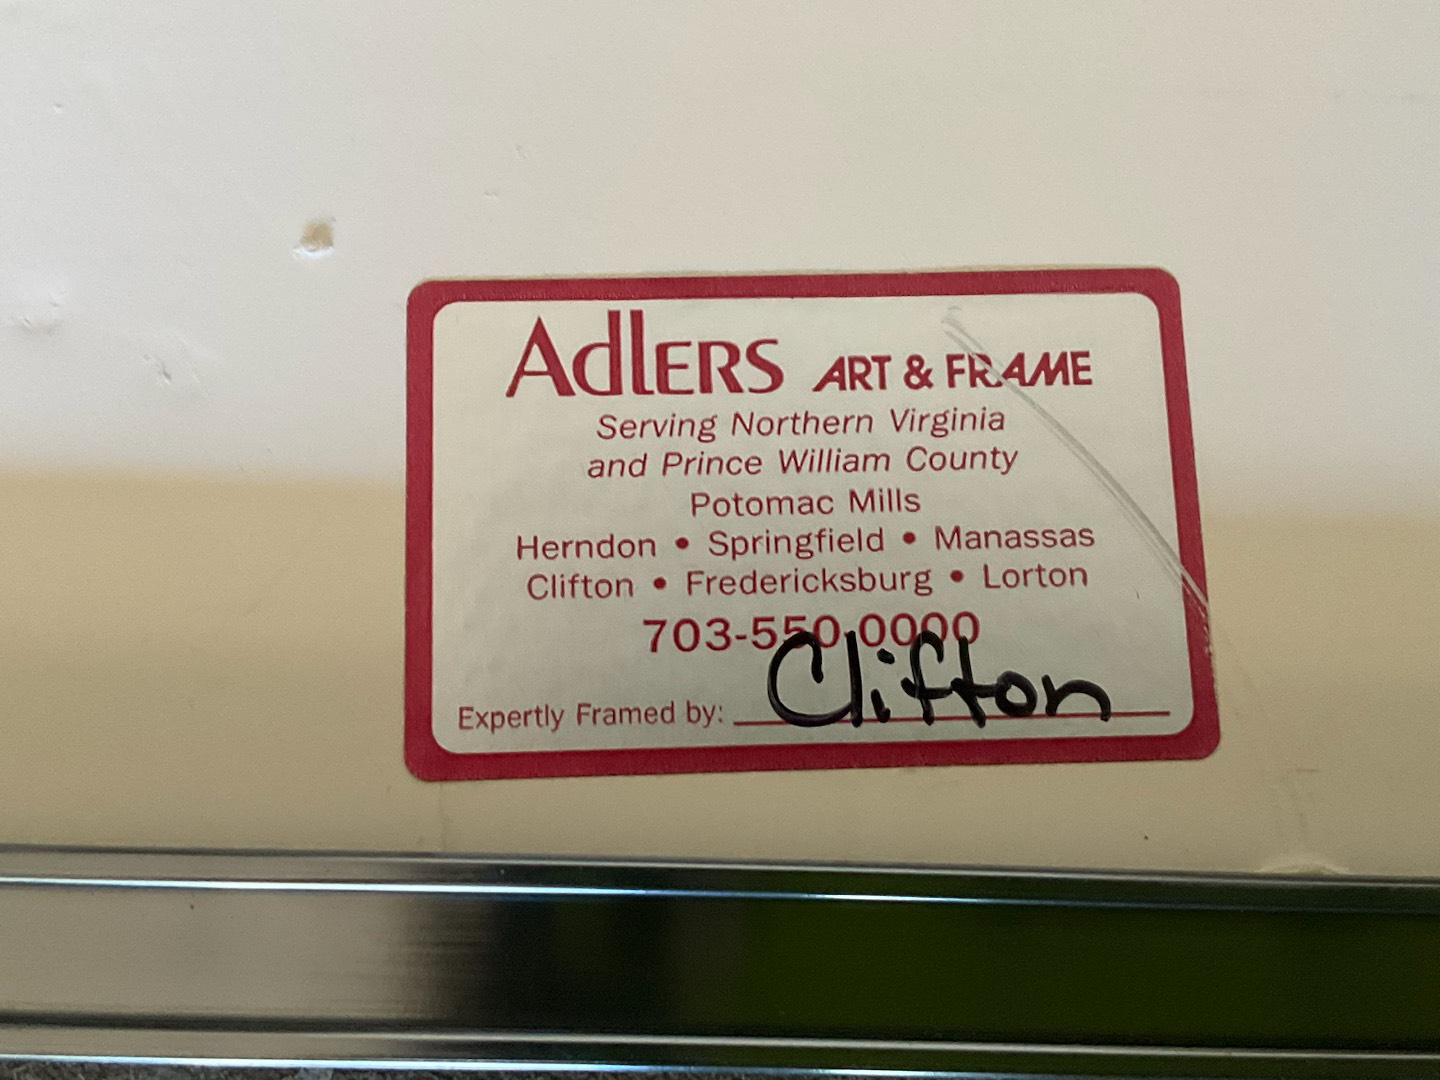 AdlERS ART & FRAME
Serving Northern Virginia
and Prince William County
Potomac Mills
Herndon • Springfield • Manassas
Clifton • Fredericksburg • Lorton
703-550-0000
Expertly Framed by: Clifton